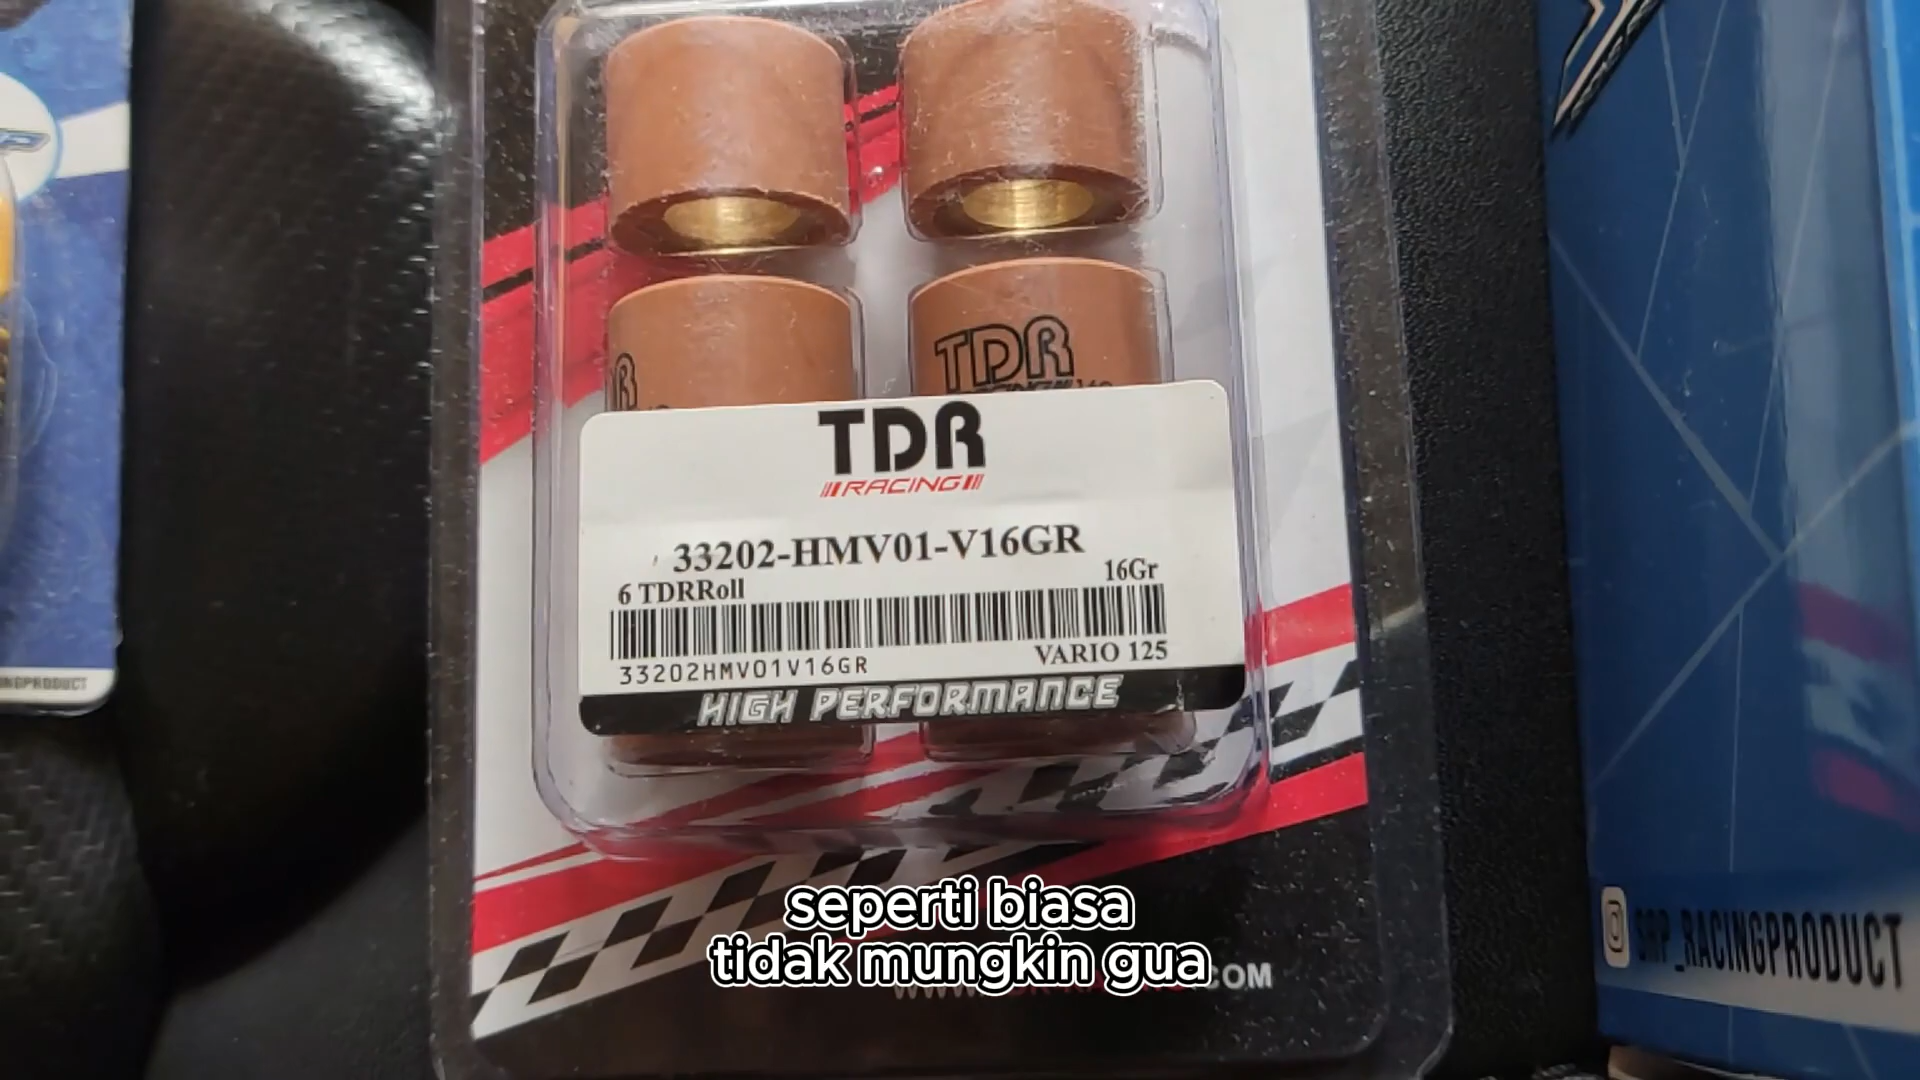 TDR
TDR
RACING
33202-HMV01-V16GR
6 TDRRoll
16Gr
33202HMV01V16GR
VARIO 125
HIGH PERFORMANCE
seperti biasa
tidak mungkin gua
.COM
SRP_RACINGPRODUCT